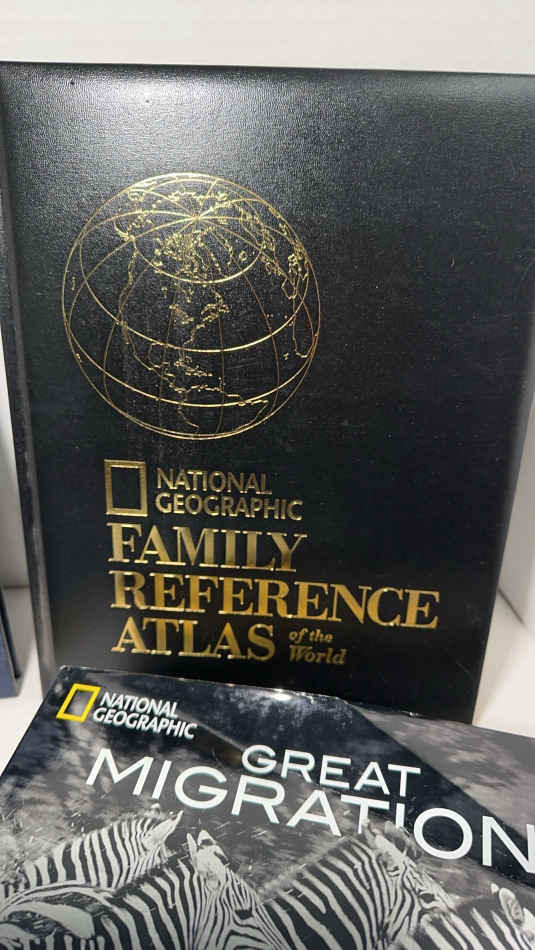 NATIONAL
GEOGRAPHIC
FAMILY
REFERENCE
ATLAS of the
World
NATIONAL
GEOGRAPHIC
GREAT
MIGRATION